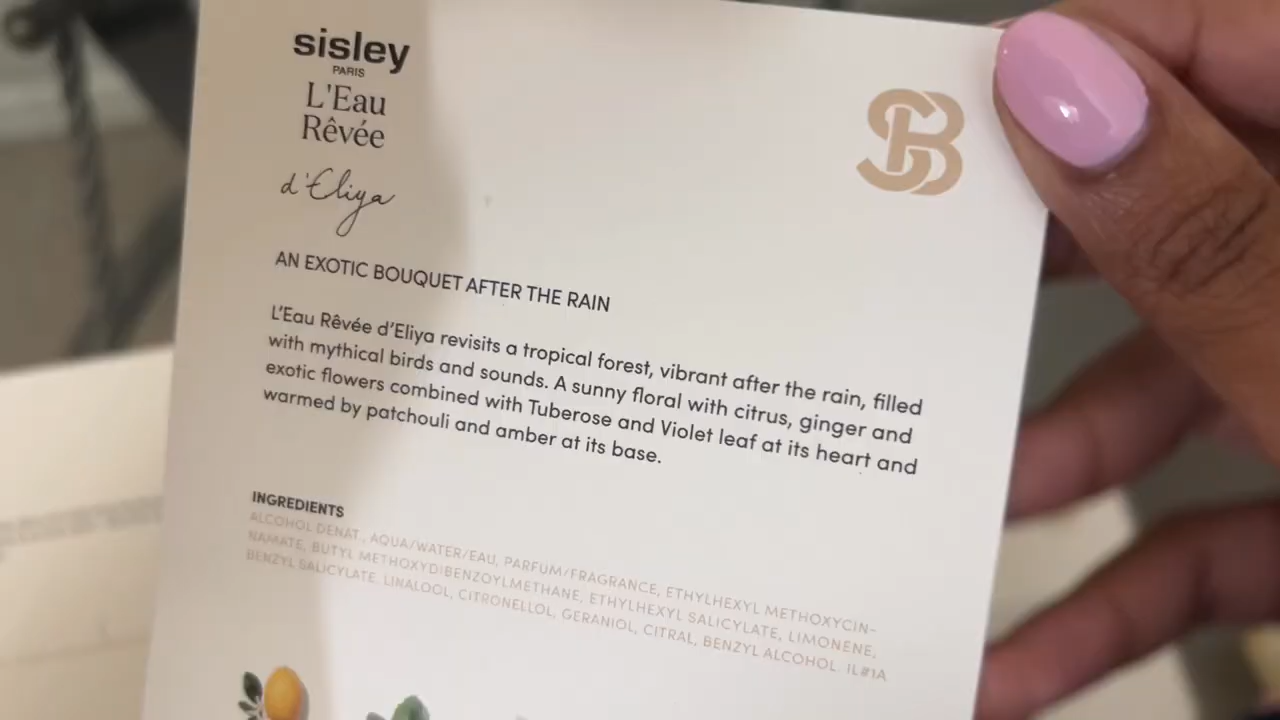 sisley
PARIS
L'Eau
Rêvée
d'Eliya
SB
AN EXOTIC BOUQUET AFTER THE RAIN
L'Eau Rêvée d'Eliya revisits a tropical forest, vibrant after the rain, filled
with mythical birds and sounds. A sunny floral with citrus, ginger and
exotic flowers combined with Tuberose and Violet leaf at its heart and
warmed by patchouli and amber at its base.
INGREDIENTS
ALCOHOL DENAT., AQUA/WATER/EAU, PARFUM/FRAGRANCE, ETHYLHEXYL METHOXYCIN-
NAMATE, BUTYL METHOXYDIBENZOYLMETHANE, ETHYLHEXYL SALICYLATE, LIMONENE,
BENZYL SALICYLATE, LINALOOL, CITRONELLOL, GERANIOL, CITRAL, BENZYL ALCOHOL. IL#1A